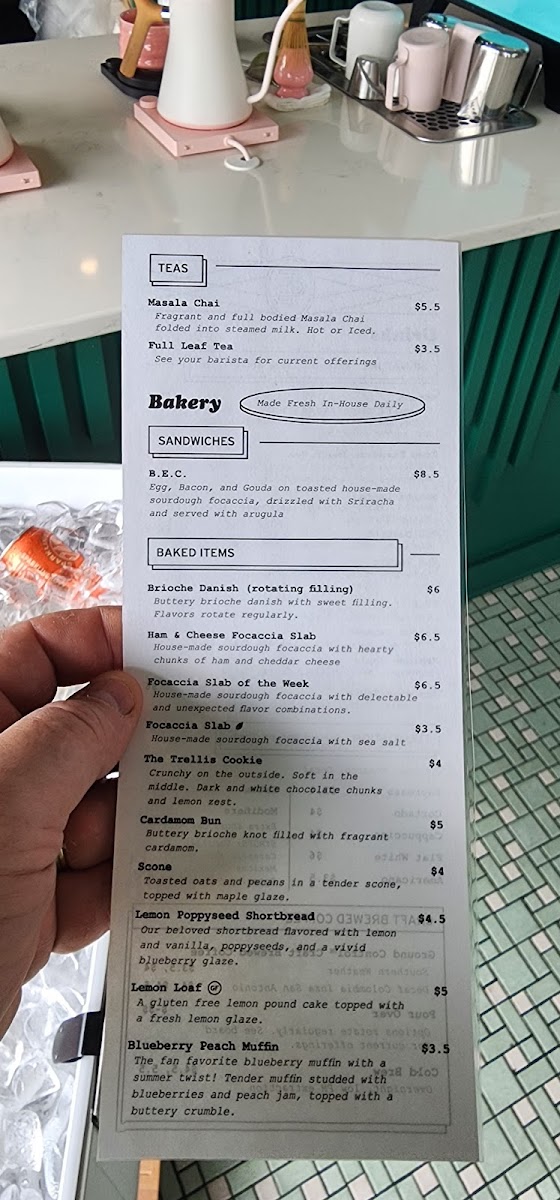 TEAS
Masala Chai $5.5
Fragrant and full bodied Masala Chai
folded into steamed milk. Hot or Iced.
Full Leaf Tea $3.5
See your barista for current offerings
Bakery Made Fresh In-House Daily
SANDWICHES
B.E.C. $8.5
Egg, Bacon, and Gouda on toasted house-made
sourdough focaccia, drizzled with Sriracha
and served with arugula
BAKED ITEMS
Brioche Danish (rotating filling) $6
Buttery brioche danish with sweet filling.
Flavors rotate regularly.
Ham & Cheese Focaccia Slab $6.5
House-made sourdough focaccia with hearty
chunks of ham and cheddar cheese
Focaccia Slab of the Week $6.5
House-made sourdough focaccia with delectable
and unexpected flavor combinations.
Focaccia Slab $3.5
House-made sourdough focaccia with sea salt
The Trellis Cookie $4
Crunchy on the outside. Soft in the
middle. Dark and white chocolate chunks
and lemon zest.
Cardamom Bun $5
Buttery brioche knot filled with fragrant
cardamom.
Scone $4
Toasted oats and pecans in a tender scone,
topped with maple glaze.
Lemon Poppyseed Shortbread $4.5
Our beloved shortbread flavored with lemon
and vanilla, poppyseeds, and a vivid
blueberry glaze.
Lemon Loaf GF $5
A gluten free lemon pound cake topped with
a fresh lemon glaze.
Blueberry Peach Muffin $3.5
The fan favorite blueberry muffin with a
summer twist! Tender muffin studded with
blueberries and peach jam, topped with a
buttery crumble.